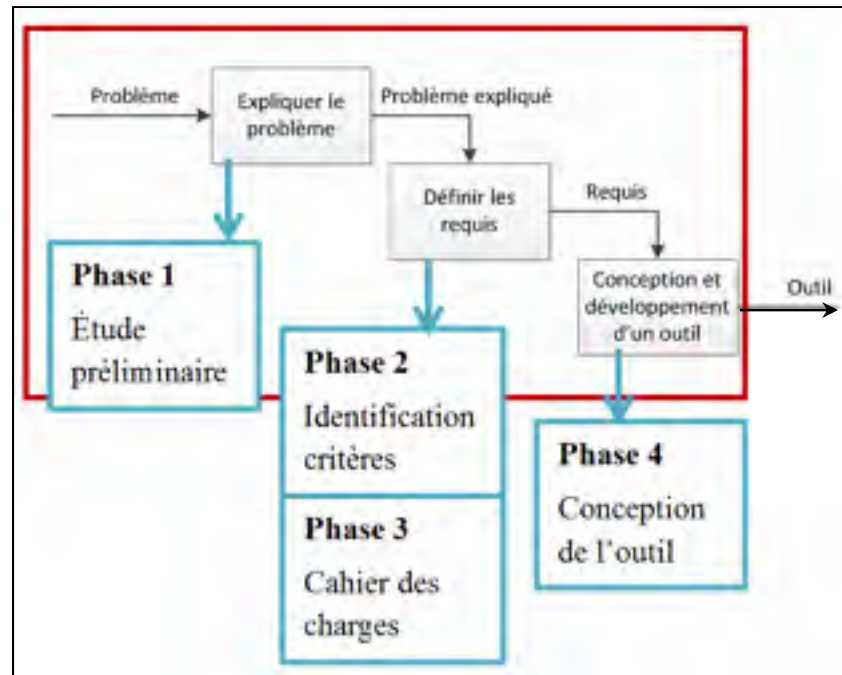 Problème
Expliquer le
problème
Problème expliqué
Définir les
requis
Requis
Conception et
développement
d'un outil
Outil
Phase 1
Étude
préliminaire
Phase 2
Identification
critères
Phase 3
Cahier des
charges
Phase 4
Conception
de l'outil